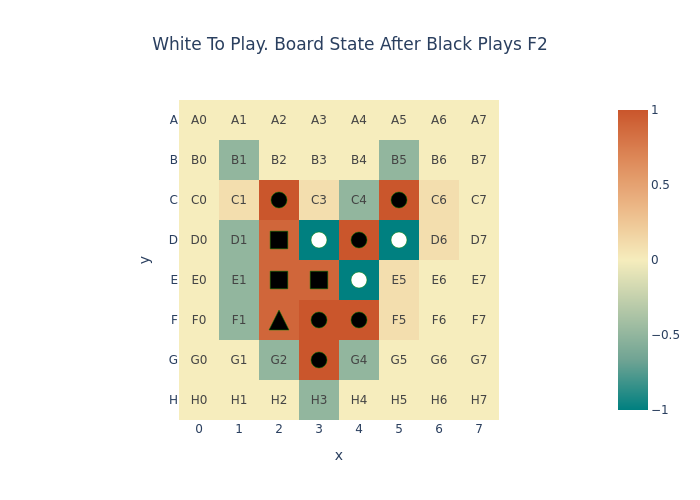 White To Play. Board State After Black Plays F2
A A0 A1 A2 A3 A4 A5 A6 A7
B B0 B1 B2 B3 B4 B5 B6 B7
C C0 C1 C3 C4 C6 C7
D D0 D1 D6 D7
E E0 E1 E5 E6 E7
F F0 F1 F5 F6 F7
G G0 G1 G2 G4 G5 G6 G7
H H0 H1 H2 H3 H4 H5 H6 H7
0 1 2 3 4 5 6 7
x
y
1
0.5
0
−0.5
−1